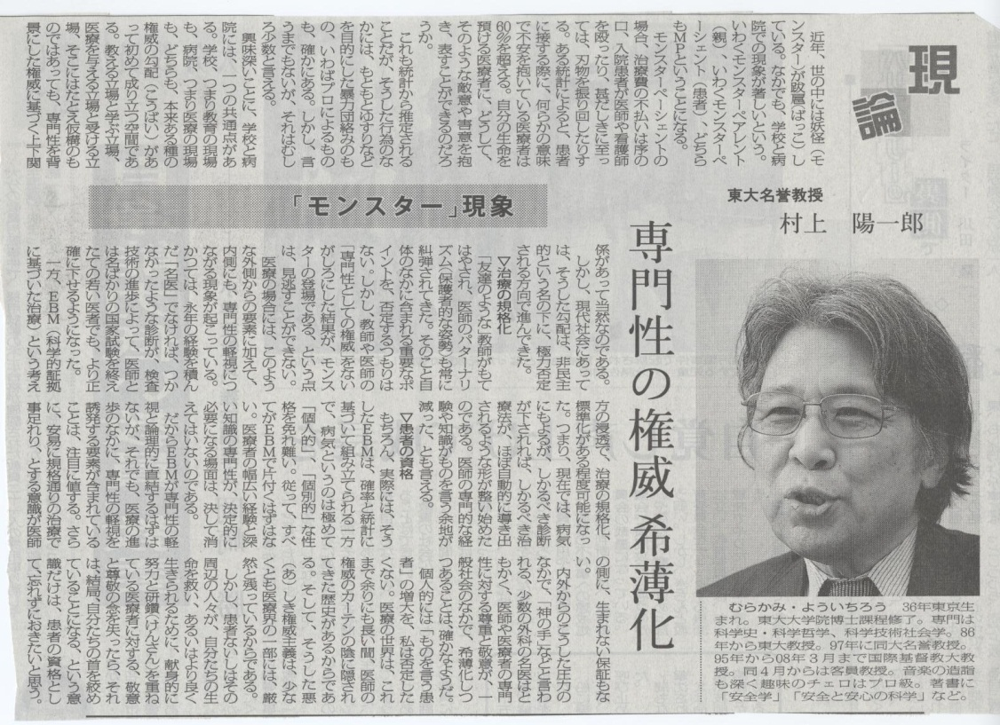 現論
近年、世の中には妖怪(モ
ンスター)が跋扈(ばっこ)し
ている。なかでも、学校と病
院での現象が著しいという。
いわくモンスターペアレント
(親)、いわくモンスターペ
ーシェント(患者)、どちら
もMPということになる。
モンスターペーシェントの
場合、治療費の不払いは序の
口、入院患者が医師や看護師
を殴ったり、甚だしきに至っ
ては、刃物を振り回したりす
る。ある統計によると、患者
に接する際に、何らかの意味
で不安を抱いている医療者は
60%を超える。自分の生命を
預ける医療者に、どうして、
そのような敵意や害意を抱
き、表すことができるのだろ
うか。
これも統計から推定される
ことだが、そうした行為のな
かには、もともとゆすりなど
を目的にした暴力団絡みのも
の、いわばプロによるもの
も、確かにある。しかし、言
うまでもないが、それはむし
ろ少数と言える。
興味深いことに、学校と病
院には、一つの共通点があ
る。学校、つまり教育の現場
も、病院、つまり医療の現場
も、どちらも、本来ある種の
権威の勾配(こうばい)があ
って初めて成り立つ空間であ
る。教える立場と学ぶ立場、
医療を与える立場と受ける立
場、そこにはたとえ仮構のも
のではあっても、専門性を背
景にした権威に基づく上下関
東大名誉教授
村上 陽一郎
「モンスター」現象
専門性の権威 希薄化
係があって当然なのである。
しかし、現代社会にあって
は、そうした勾配は、非民主
的という名の下に、極力否定
される方向で進んできた。
▽治療の規格化
「友達のような」教師がもて
はやされ、医師のパターナリ
ズム(保護者的な姿勢)も常に
糾弾されてきた。そのこと自
体のなかに含まれる重要なポ
イントを、否定するつもりは
ない。しかし、教師や医師の
「専門性としての権威」をない
がしろにした結果が、モンス
ターの登場である、という点
は、見逃すことができない。
医療の場合には、このよう
な外側からの要素に加えて、
内側にも、専門性の軽視につ
ながる現象が起こっている。
かつては、永年の経験を積ん
だ「名医」でなければ、つか
なかったような診断が、検査
技術の進歩によって、医師と
は名ばかりの国家試験を終え
たての若い医者でも、より正
確に下せるようになった。
一方、EBM(科学的証拠
に基づいた治療)という考え
方の浸透で、治療の規格化、
標準化がある程度可能になっ
た。つまり、現在では、病気
にもよるが、しかるべき診断
が下されれば、しかるべき治
療法が、ほぼ自動的に導き出
されるような形が整い始めた
のである。医師の専門的な経
験や知識がものを言う余地が
減った、とも言える。
▽患者の資格
もちろん、実際には、そう
したEBMは、確率と統計に
基づいて組み立てられる一方
で、病気というのは極めて
「個人的」、「個別的」な性
格を免れ難い。従って、すべ
てがEBMで片付くはずはな
い。医療者の幅広い経験と深
い知識の専門性が、決定的に
必要になる場面は、決して消
えてはいないのである。
だからEBMが専門性の軽
視と論理的に直結するはずは
ないが、それでも、医療の進
歩のなかに、専門性の軽視を
誘発する要素が含まれている
ことは、注目に値する。さら
に、安易に規格通りの治療で
事足れり、とする意識が医師
の側に、生まれない保証もな
い。
内外からのこうした圧力の
なかで、「神の手」などと言わ
れる、少数の外科の名医はと
もかく、医師や医療者の専門
性に対する尊重と敬意が、一
般社会のなかで、希薄化しつ
つあることは、確かなようだ。
個人的には「ものを言う患
者」の増大を、私は否定した
くない。医療の世界は、これ
まで余りにも長い間、医師の
権威のカーテンの陰に隠され
てきた歴史があるからであ
る。そして、そうした悪
(あ)しき権威主義は、少な
くとも医療界の一部には、厳
然と残っているからである。
しかし、患者ないしはその
周辺の人々が、自分たちの生
命を救い、あるいはより良く
生きられるために、献身的に
努力と研鑽(けんさん)を重ね
ている医療者に対する、敬意
と尊敬の念を失ったら、それ
は、結局、自分たちの首を絞め
ていることになる、という意
識だけは、患者の資格とし
て、忘れずにおきたいと思う。
むらかみ・よういちろう 36年東京生
まれ。東大大学院博士課程修了。専門は
科学史・科学哲学、科学技術社会学。86
年から東大教授。97年に同大名誉教授。
95年から08年3月まで国際基督教大教
授。同4月からは客員教授。音楽の造詣
も深く趣味のチェロはプロ級。著書に
「安全学」「安全と安心の科学」など。